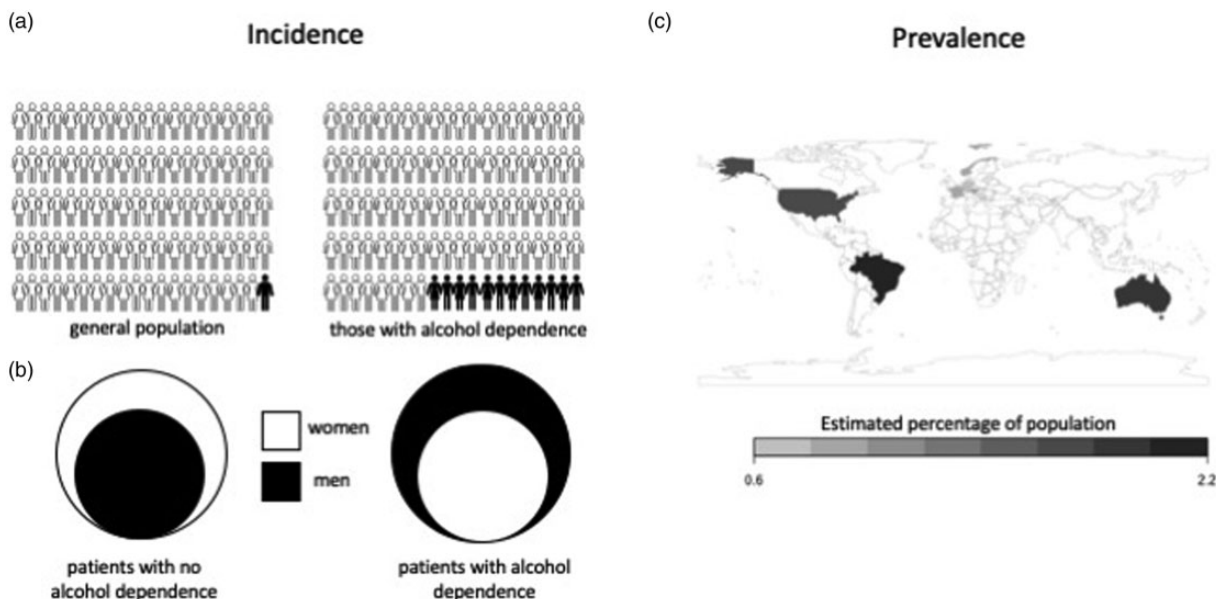 (a)
Incidence
general population
those with alcohol dependence
(b)
women
men
patients with no
alcohol dependence
patients with alcohol
dependence
(c)
Prevalence
Estimated percentage of population
0.6
2.2